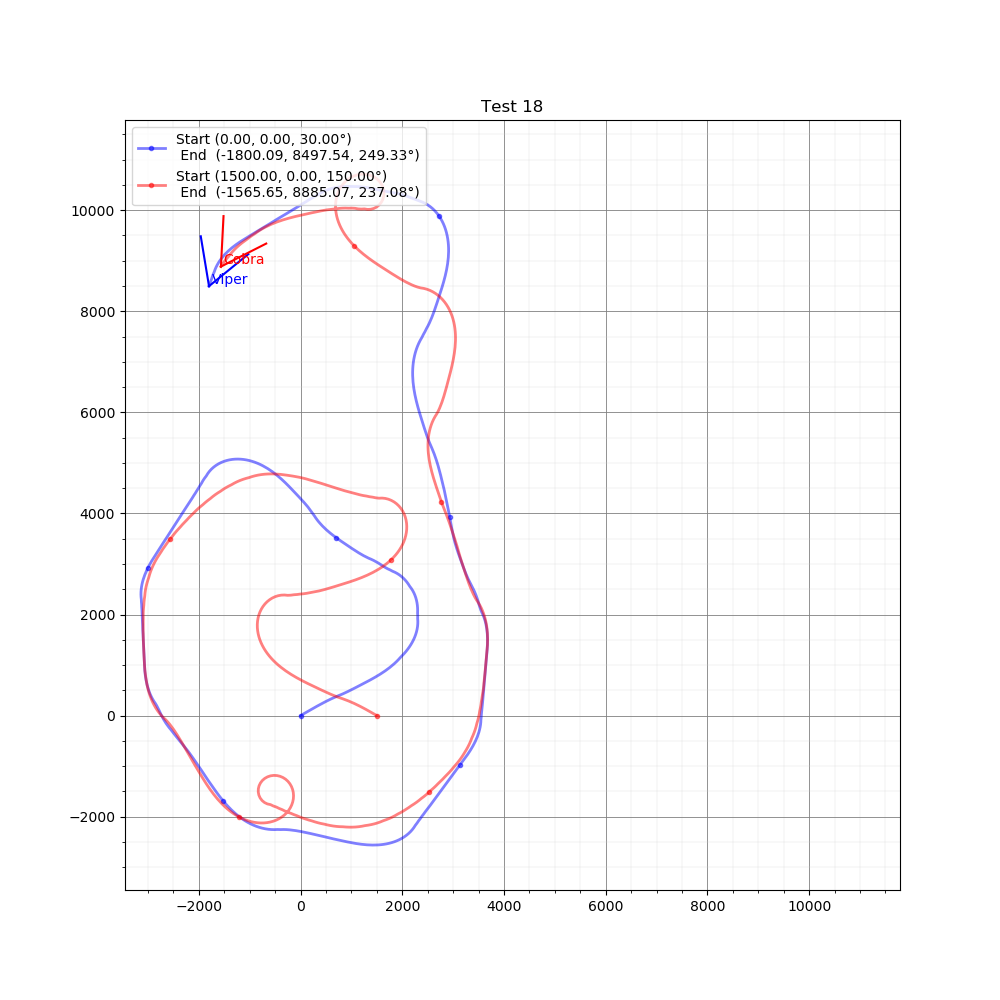 Test 18
Start (0.00, 0.00, 30.00°)
End (-1800.09, 8497.54, 249.33°)
Start (1500.00, 0.00, 150.00°)
End (-1565.65, 8885.07, 237.08°)
10000
Cobra
Viper
8000
6000
4000
2000
0
−2000
−2000 0 2000 4000 6000 8000 10000